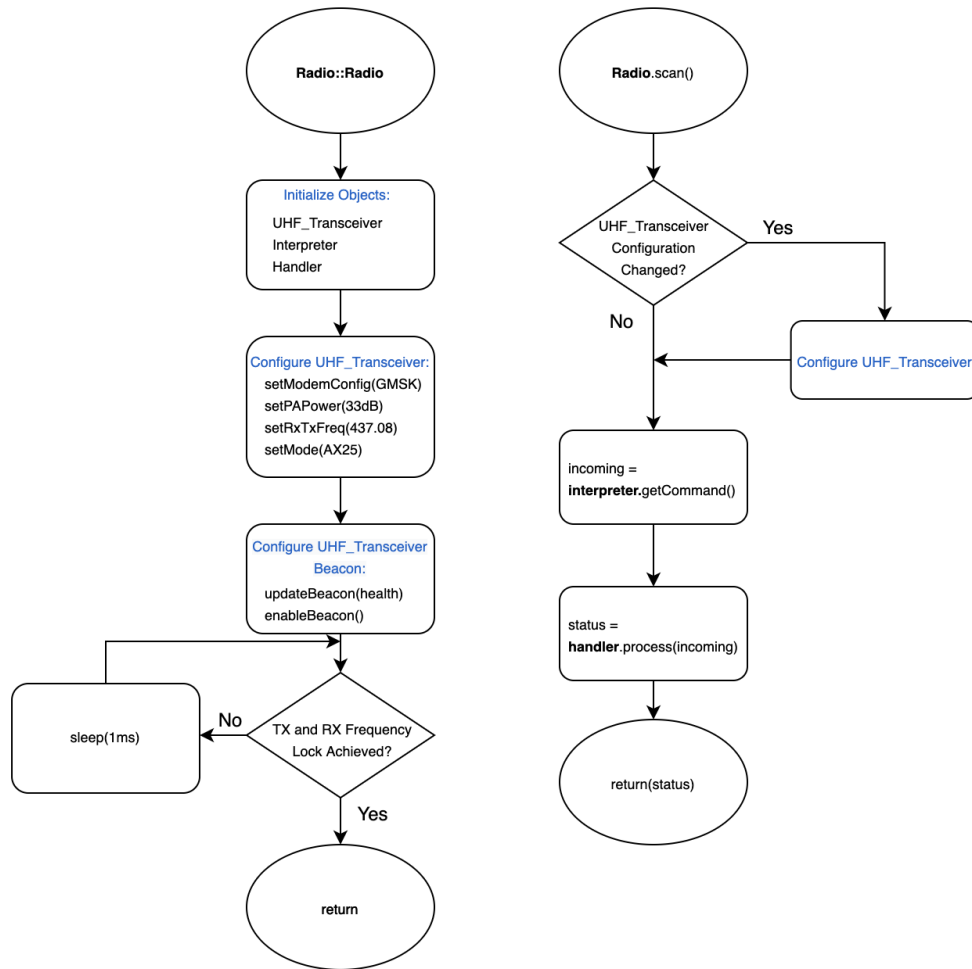 Radio::Radio
Initialize Objects:
UHF_Transceiver
Interpreter
Handler
Configure UHF_Transceiver:
setModemConfig(GMSK)
setPAPower(33dB)
setRxTxFreq(437.08)
setMode(AX25)
Configure UHF_Transceiver
Beacon:
updateBeacon(health)
enableBeacon()
TX and RX Frequency
Lock Achieved?
No
sleep(1ms)
Yes
return
Radio.scan()
UHF_Transceiver
Configuration
Changed?
Yes
Configure UHF_Transceiver
No
incoming =
interpreter.getCommand()
status =
handler.process(incoming)
return(status)